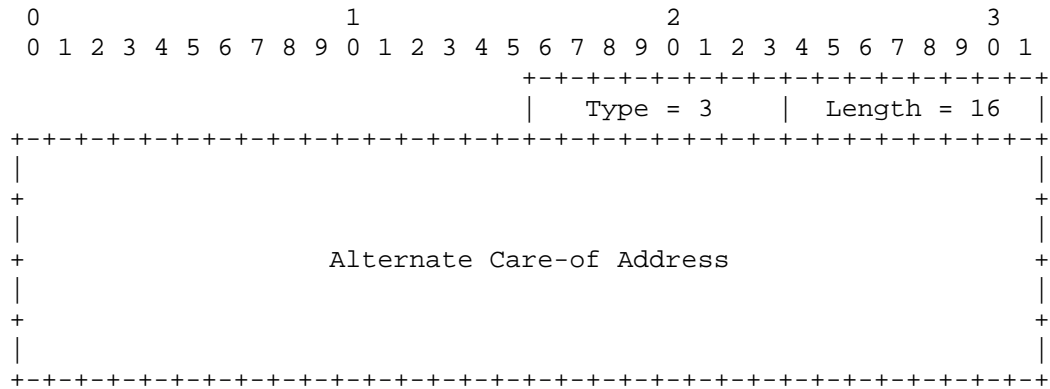 0 1 2 3
0 1 2 3 4 5 6 7 8 9 0 1 2 3 4 5 6 7 8 9 0 1 2 3 4 5 6 7 8 9 0 1
+-+-+-+-+-+-+-+-+-+-+-+-+-+-+-+-+
| Type = 3 | Length = 16 |
+-+-+-+-+-+-+-+-+-+-+-+-+-+-+-+-+-+-+-+-+-+-+-+-+-+-+-+-+-+-+-+-+
| |
+ +
| |
+ Alternate Care-of Address +
| |
+ +
| |
+-+-+-+-+-+-+-+-+-+-+-+-+-+-+-+-+-+-+-+-+-+-+-+-+-+-+-+-+-+-+-+-+